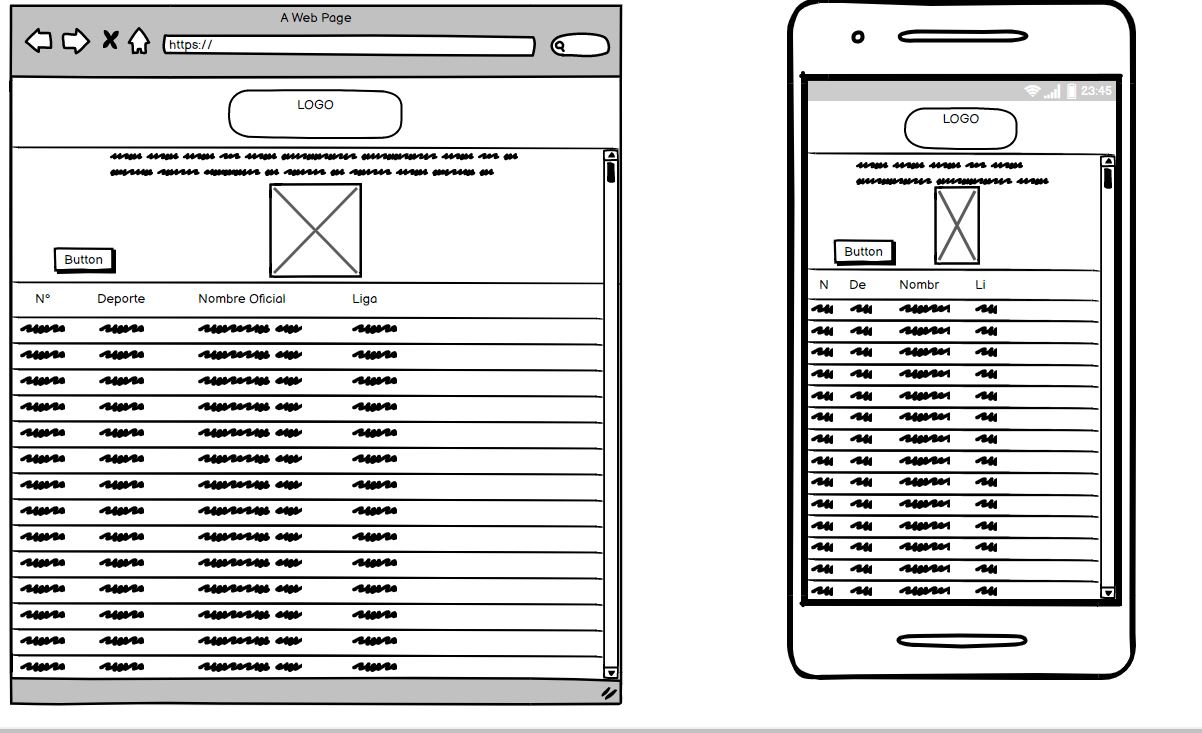 A Web Page
https://
LOGO
Button
N° Deporte Nombre Oficial Liga
23:45
LOGO
Button
N De Nombr Li